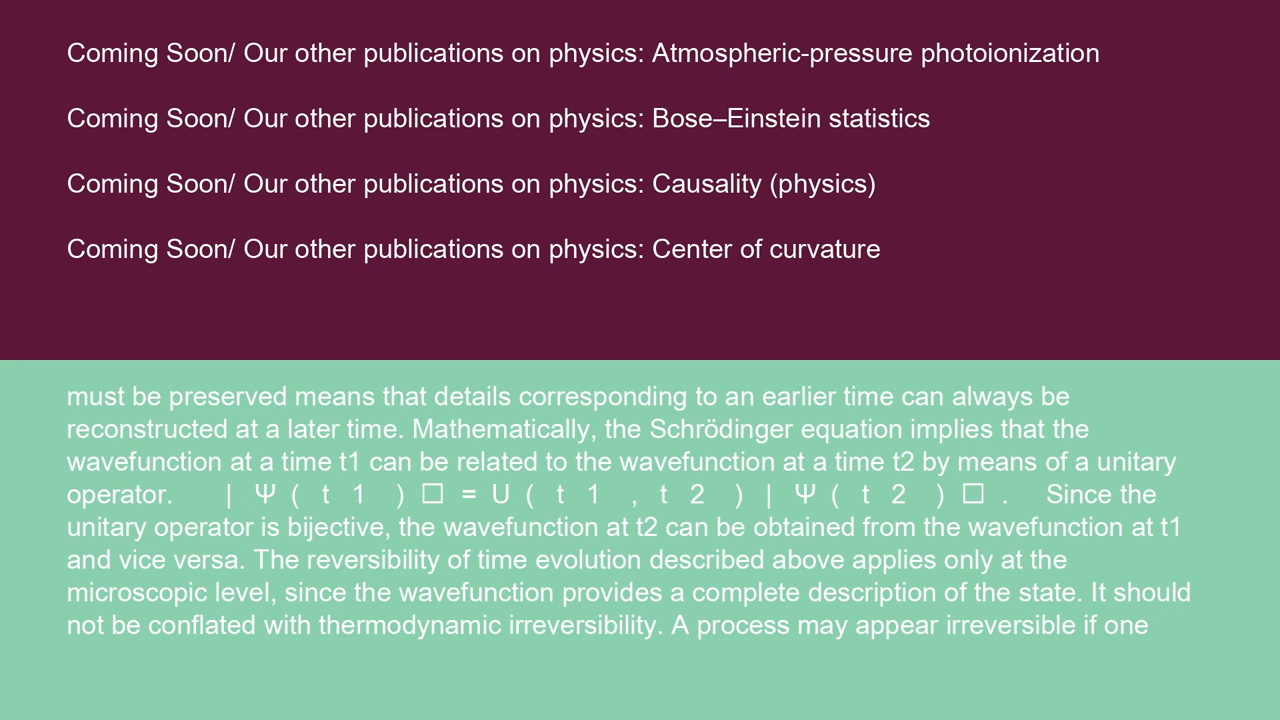 Coming Soon/ Our other publications on physics: Atmospheric-pressure photoionization
Coming Soon/ Our other publications on physics: Bose–Einstein statistics
Coming Soon/ Our other publications on physics: Causality (physics)
Coming Soon/ Our other publications on physics: Center of curvature
must be preserved means that details corresponding to an earlier time can always be
reconstructed at a later time. Mathematically, the Schrödinger equation implies that the
wavefunction at a time t1 can be related to the wavefunction at a time t2 by means of a unitary
operator. | Ψ ( t 1 ) □ = U ( t 1 , t 2 ) | Ψ ( t 2 ) □ . Since the
unitary operator is bijective, the wavefunction at t2 can be obtained from the wavefunction at t1
and vice versa. The reversibility of time evolution described above applies only at the
microscopic level, since the wavefunction provides a complete description of the state. It should
not be conflated with thermodynamic irreversibility. A process may appear irreversible if one